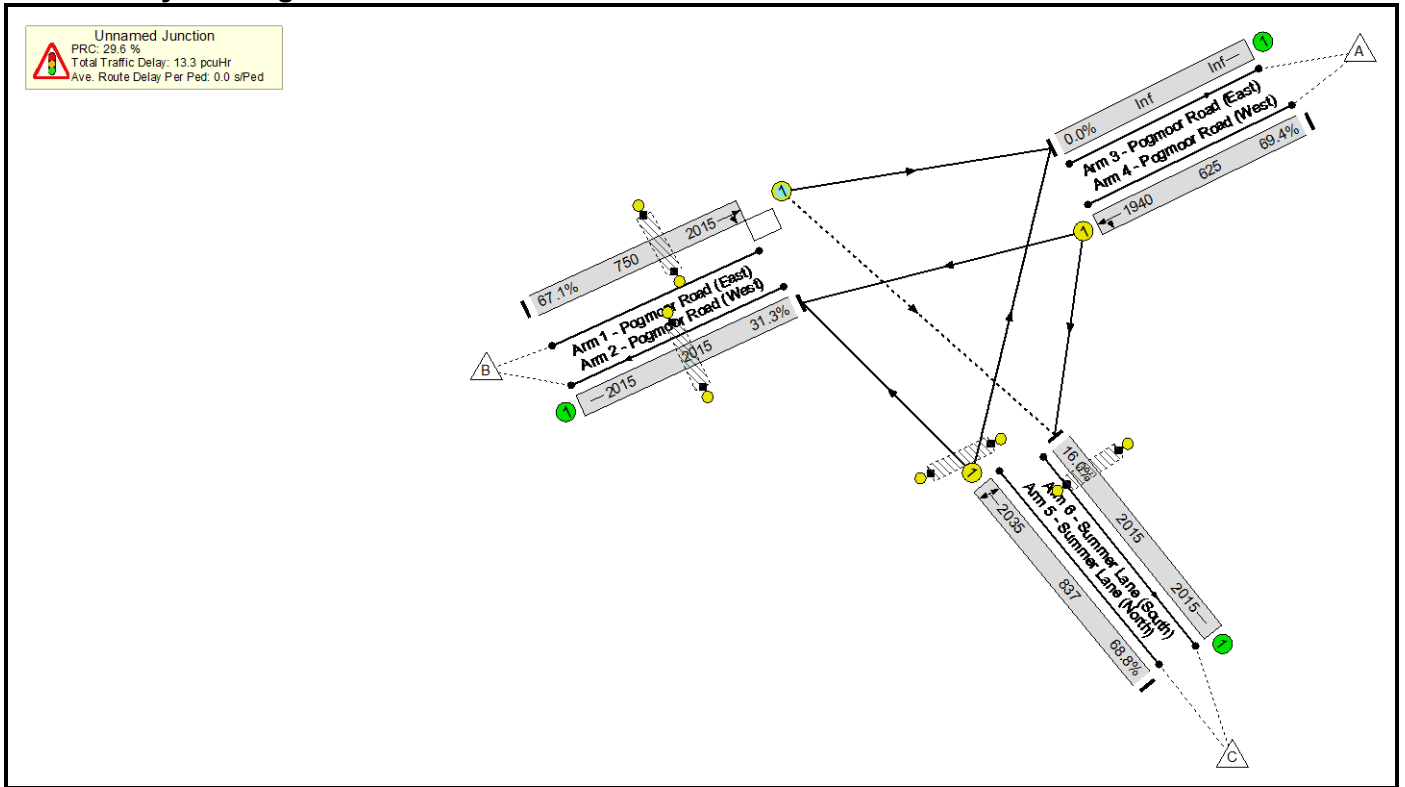 Unnamed Junction
PRC: 29.6 %
Total Traffic Delay: 13.3 pcuHr
Ave. Route Delay Per Ped: 0.0 s/Ped
A
1
0.0% Inf Inf
Arm 3 - Pogmoor Road (East)
Arm 4 - Pogmoor Road (West)
1940 625 69.4%
1
1
67.1% 750 2015
Arm 1 - Pogmoor Road (East)
Arm 2 - Pogmoor Road (West)
2015 2015 31.3%
B
1
1
16.0% 2015 2015
Arm 6 - Summer Lane (South)
Arm 5 - Summer Lane (North)
2035 837 68.8%
1
C